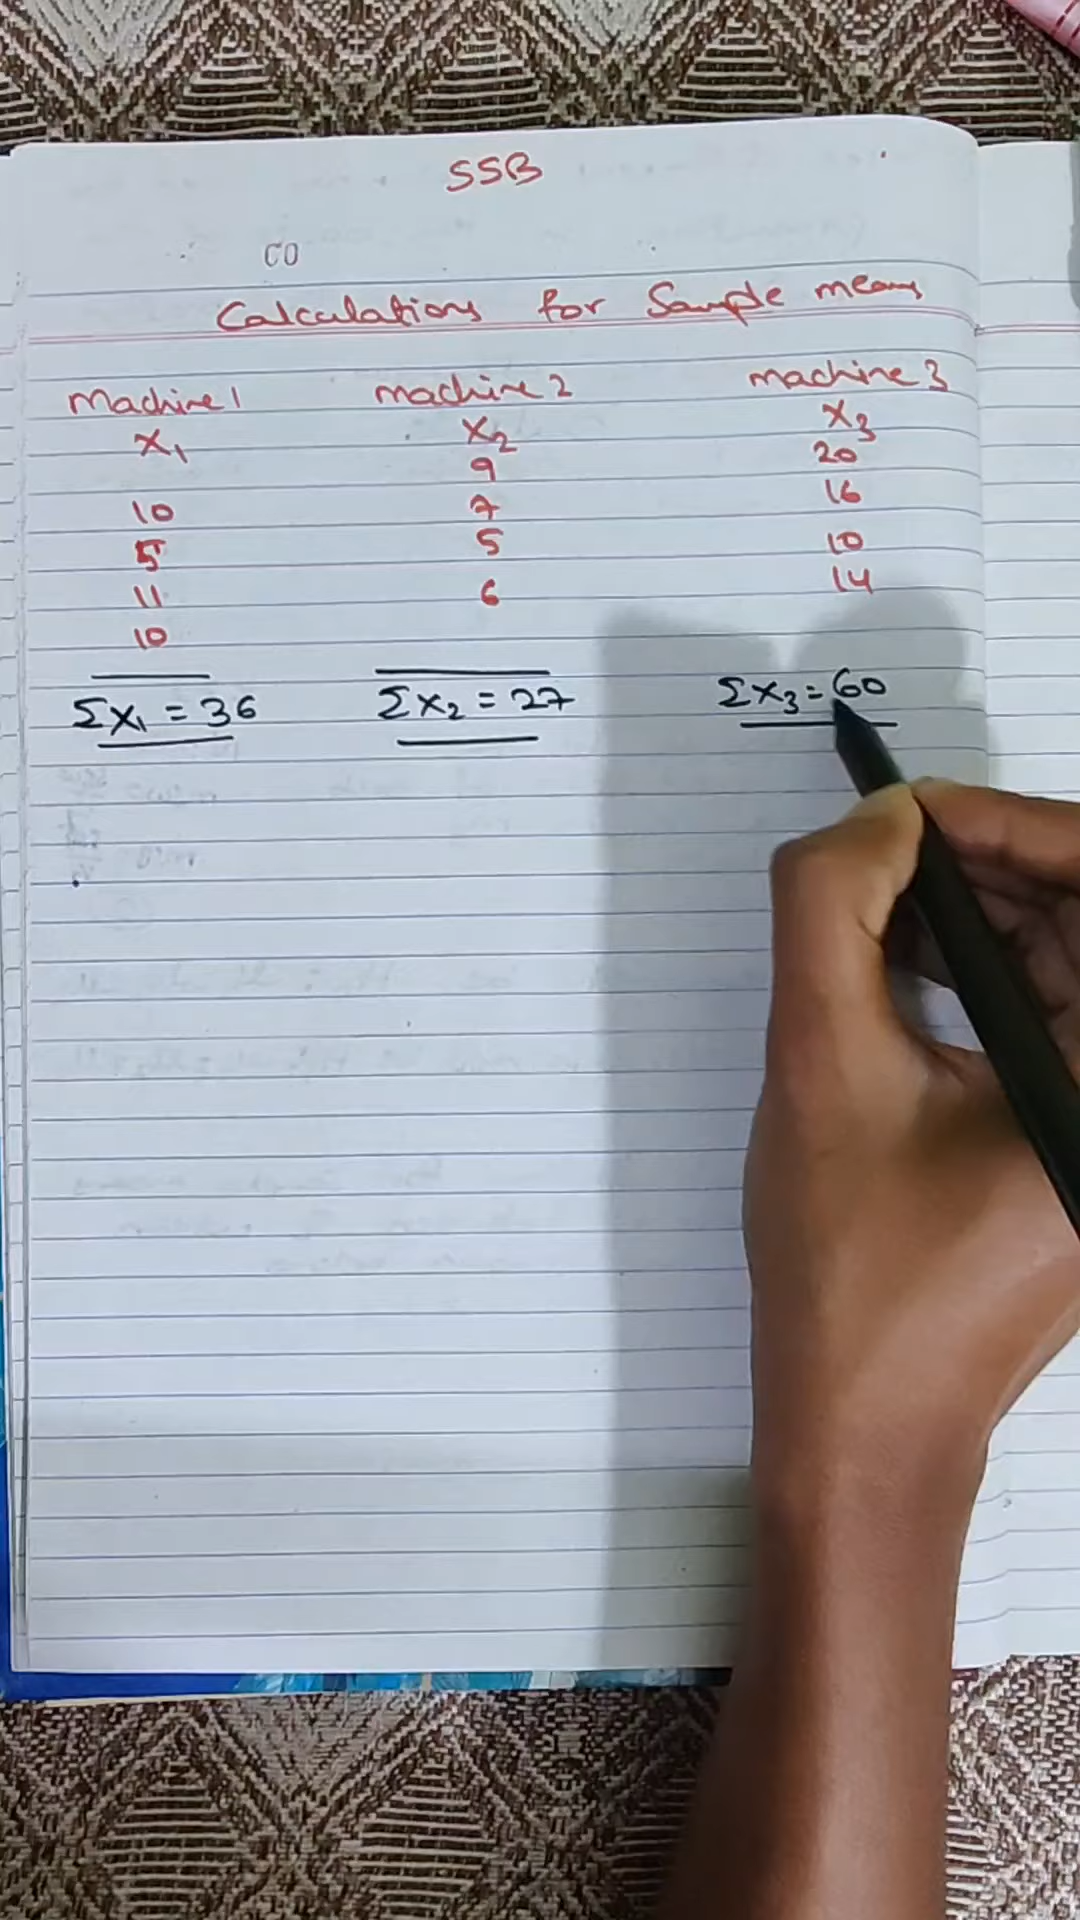 SSB
CO
Calculations for Sample means
Machine 1 machine 2 machine 3
X₁ X₂ X₃
9 20
10 7 16
5 5 10
11 6 14
10
ΣX₁ = 36 ΣX₂ = 27 ΣX₃ = 60